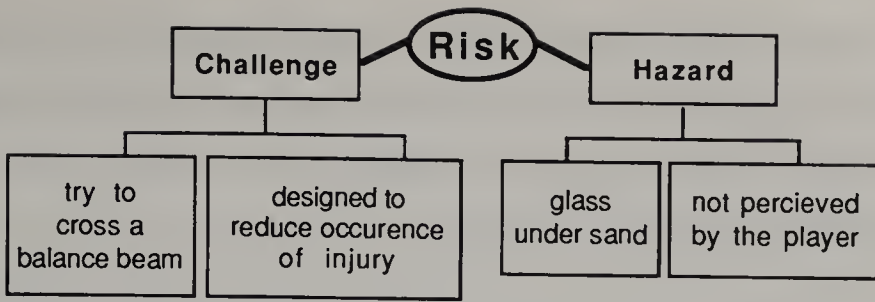 Risk
Challenge
Hazard
try to
cross a
balance beam
designed to
reduce occurence
of injury
glass
under sand
not percieved
by the player